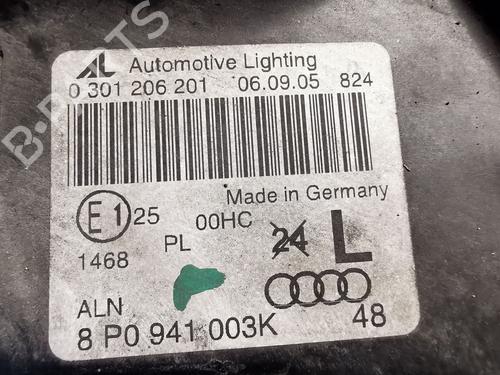 B-PARTS
AL Automotive Lighting
0 301 206 201 06.09.05 824
Made in Germany
E1 25 00HC 24 L
1468 PL
ALN
8 P0 941 003K 48